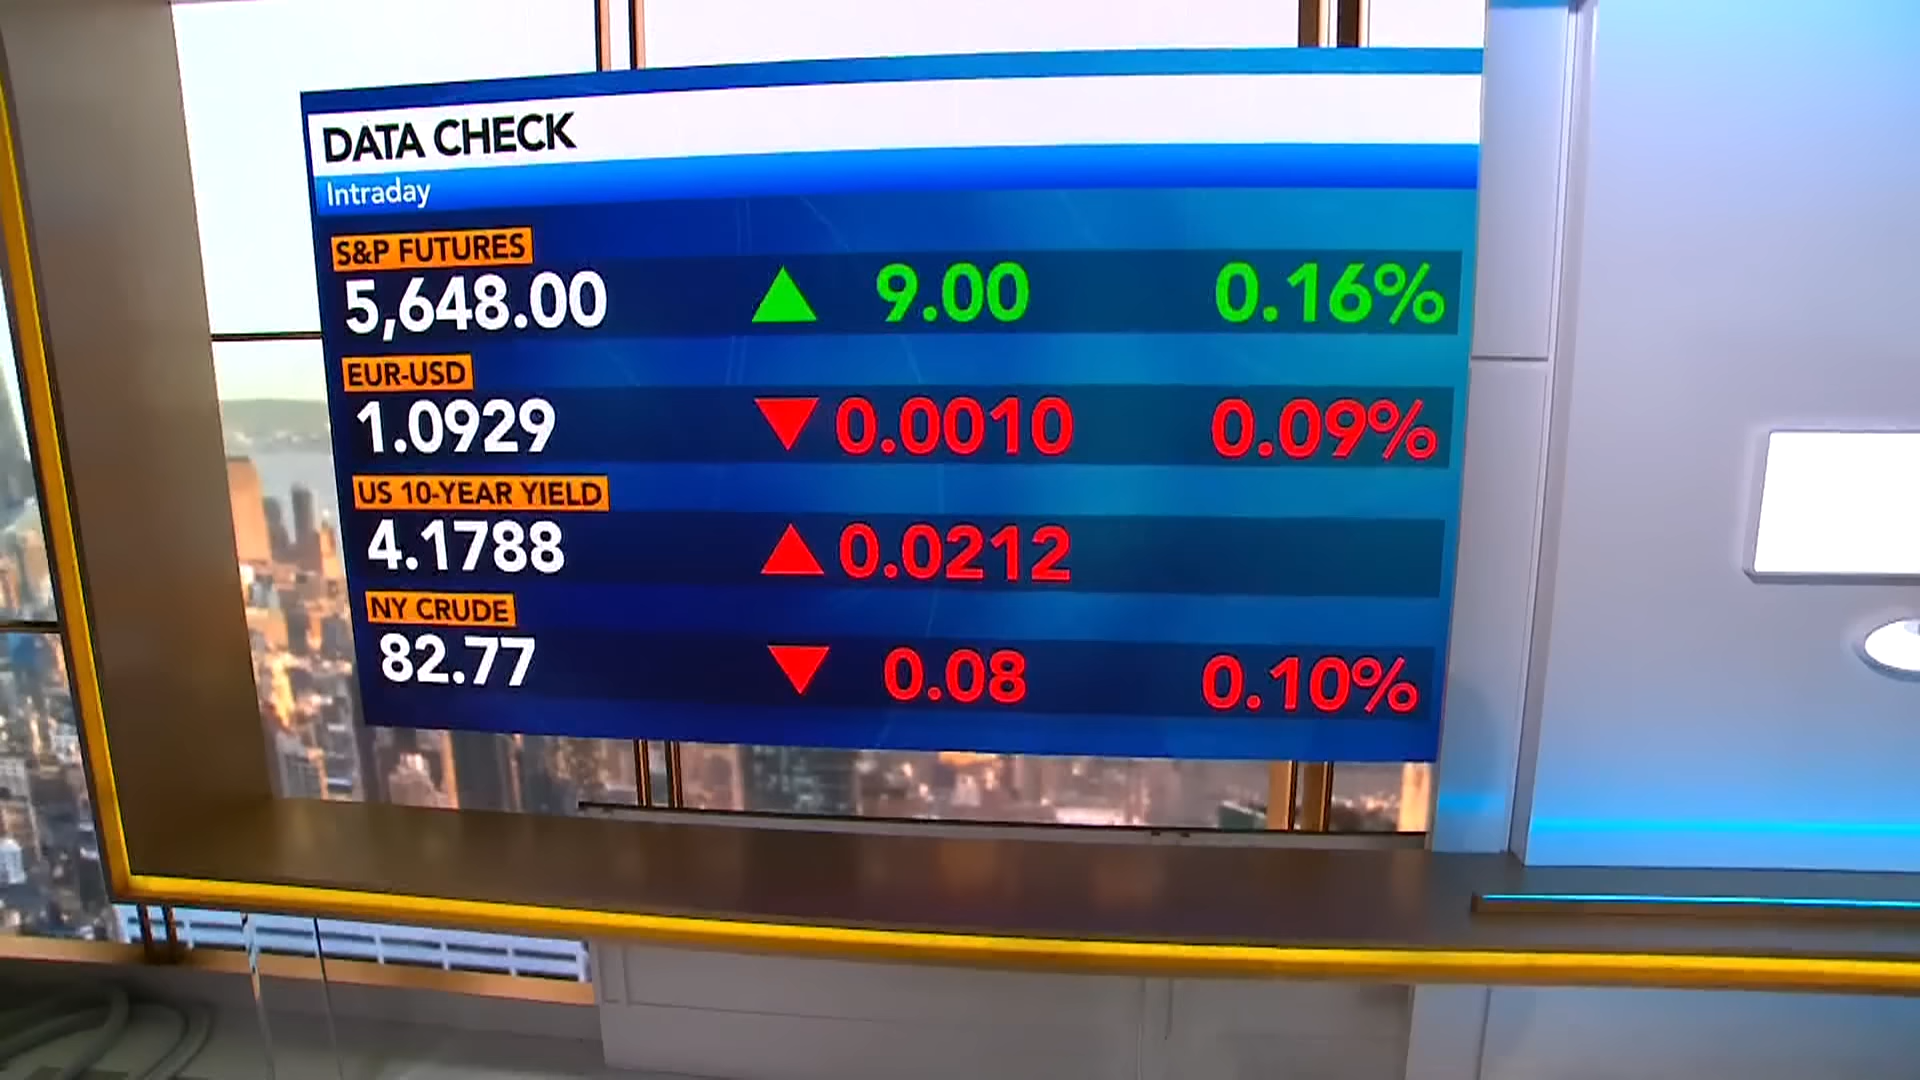 DATA CHECK
Intraday
S&P FUTURES
5,648.00 ▲ 9.00 0.16%
EUR-USD
1.0929 ▼ 0.0010 0.09%
US 10-YEAR YIELD
4.1788 ▲ 0.0212
NY CRUDE
82.77 ▼ 0.08 0.10%